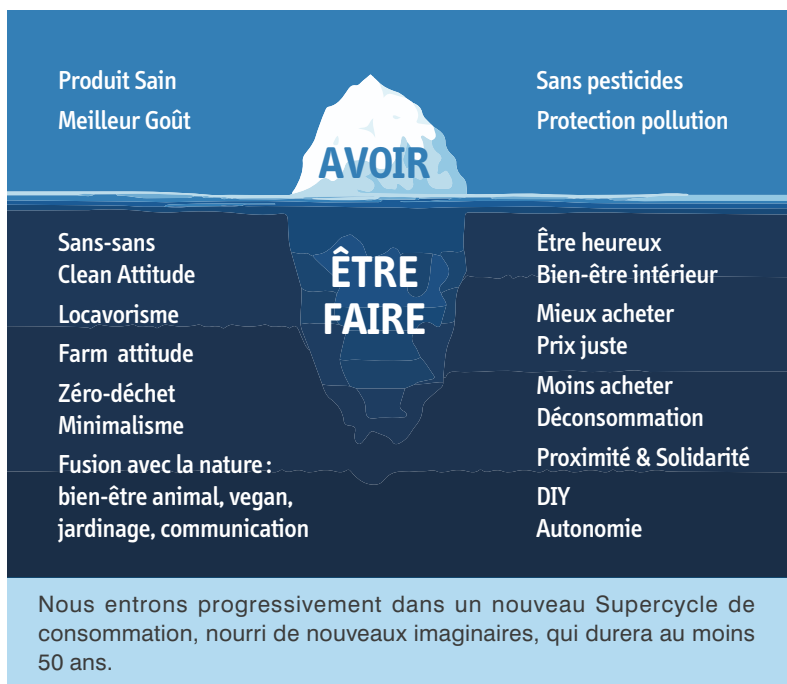 Produit Sain
Meilleur Goût
Sans pesticides
Protection pollution
AVOIR
Sans-sans
Clean Attitude
Locavorisme
Farm attitude
Zéro-déchet
Minimalisme
Fusion avec la nature :
bien-être animal, vegan,
jardinage, communication
ÊTRE
FAIRE
Être heureux
Bien-être intérieur
Mieux acheter
Prix juste
Moins acheter
Déconsommation
Proximité & Solidarité
DIY
Autonomie
Nous entrons progressivement dans un nouveau Supercycle de
consommation, nourri de nouveaux imaginaires, qui durera au moins
50 ans.